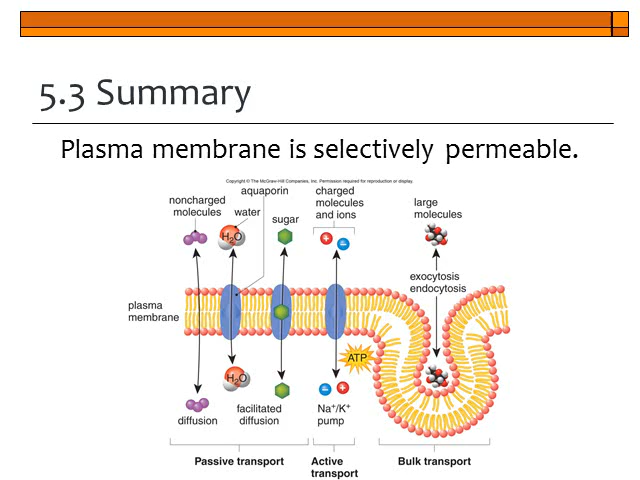 5.3 Summary
Plasma membrane is selectively permeable.
Copyright © The McGraw-Hill Companies, Inc. Permission required for reproduction or display.
noncharged
molecules
aquaporin
water
sugar
charged
molecules
and ions
large
molecules
H₂O
+
−
exocytosis
endocytosis
plasma
membrane
ATP
H₂O
−
+
diffusion
facilitated
diffusion
Na⁺/K⁺
pump
Passive transport
Active
transport
Bulk transport